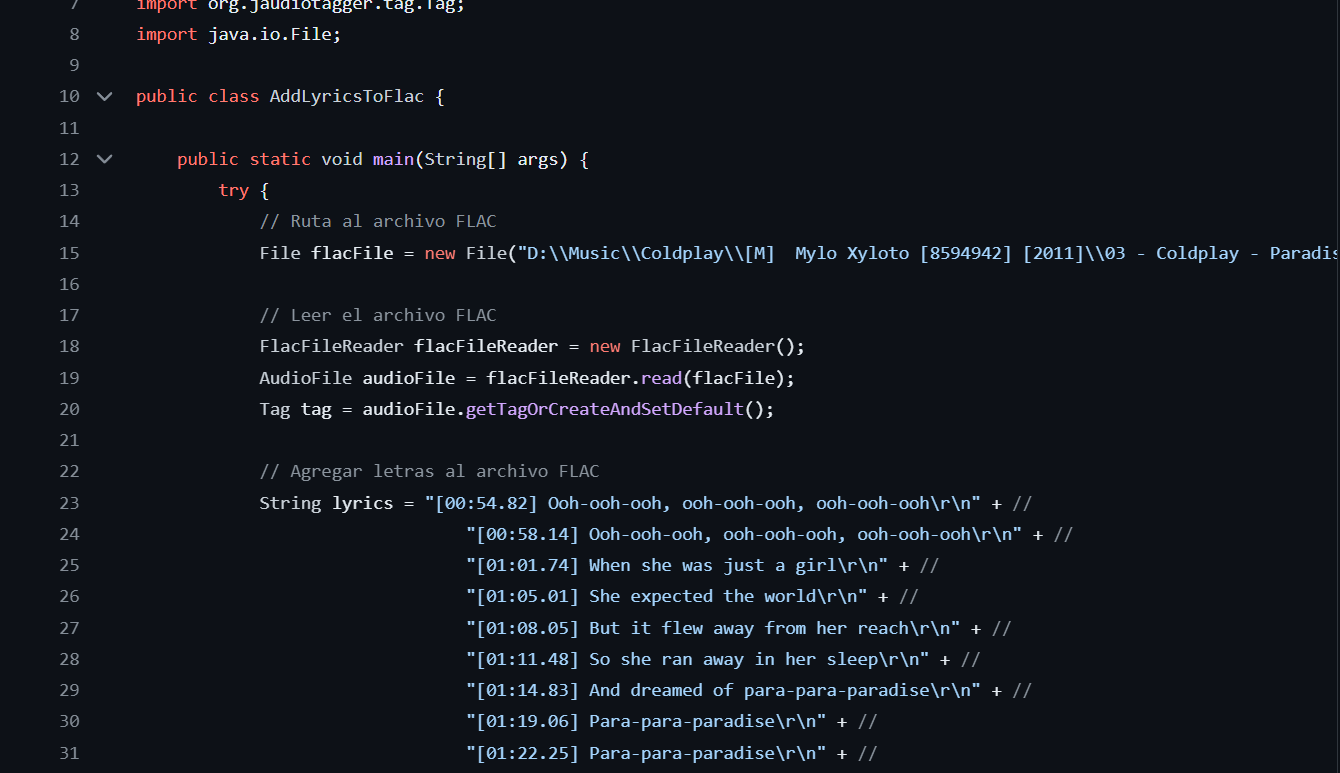 7 import org.jaudiotagger.tag.Tag;
8 import java.io.File;
9
10 public class AddLyricsToFlac {
11
12 public static void main(String[] args) {
13 try {
14 // Ruta al archivo FLAC
15 File flacFile = new File("D:\\Music\\Coldplay\\[M]  Mylo Xyloto [8594942] [2011]\\03 - Coldplay - Paradis
16
17 // Leer el archivo FLAC
18 FlacFileReader flacFileReader = new FlacFileReader();
19 AudioFile audioFile = flacFileReader.read(flacFile);
20 Tag tag = audioFile.getTagOrCreateAndSetDefault();
21
22 // Agregar letras al archivo FLAC
23 String lyrics = "[00:54.82] Ooh-ooh-ooh, ooh-ooh-ooh, ooh-ooh-ooh\r\n" + //
24 "[00:58.14] Ooh-ooh-ooh, ooh-ooh-ooh, ooh-ooh-ooh\r\n" + //
25 "[01:01.74] When she was just a girl\r\n" + //
26 "[01:05.01] She expected the world\r\n" + //
27 "[01:08.05] But it flew away from her reach\r\n" + //
28 "[01:11.48] So she ran away in her sleep\r\n" + //
29 "[01:14.83] And dreamed of para-para-paradise\r\n" + //
30 "[01:19.06] Para-para-paradise\r\n" + //
31 "[01:22.25] Para-para-paradise\r\n" + //